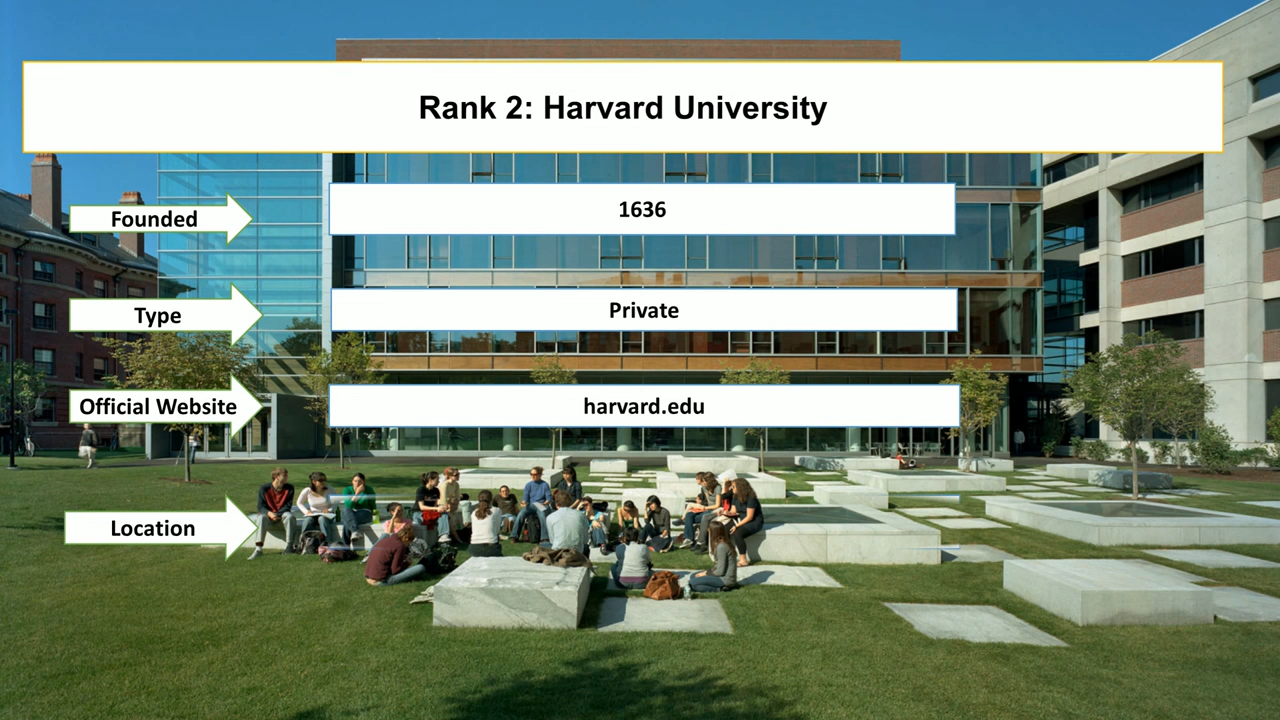 Rank 2: Harvard University
Founded
1636
Type
Private
Official Website
harvard.edu
Location